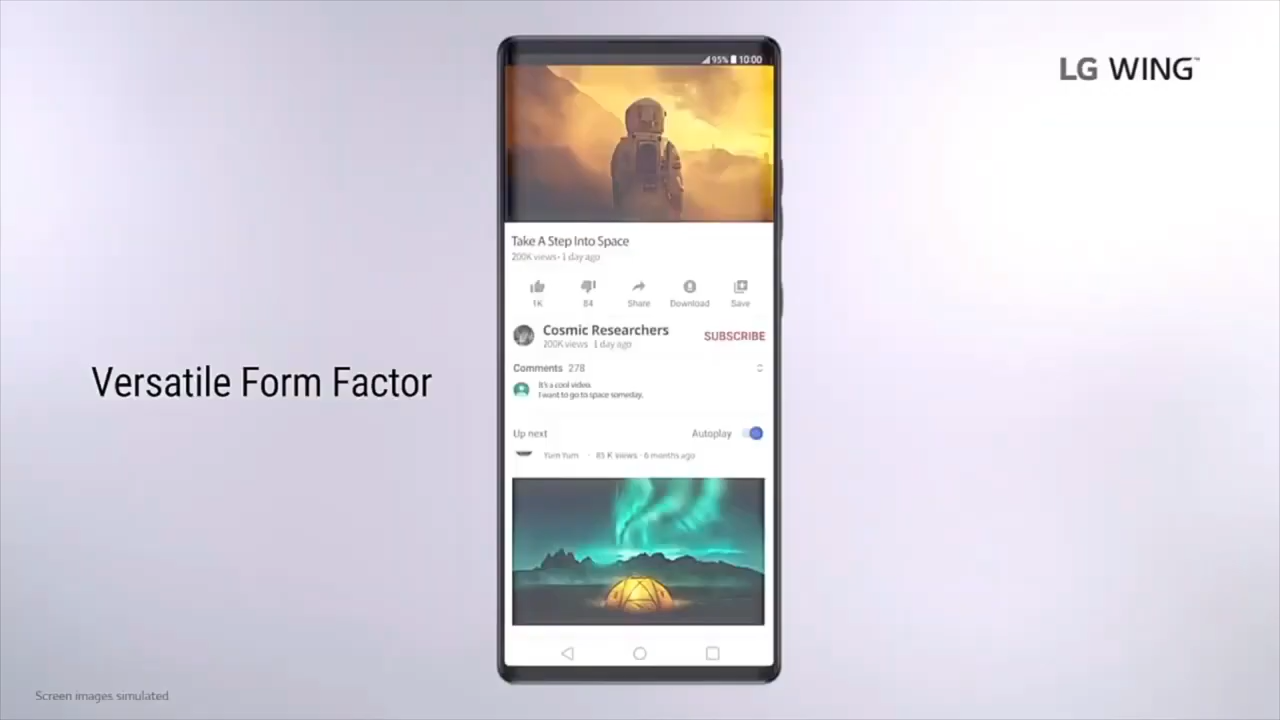 95% 10:00
LG WING™
Take A Step Into Space
200K views · 1 day ago
1K 84 Share Download Save
Cosmic Researchers
200K views 1 day ago
SUBSCRIBE
Comments 278
It's a cool video.
I want to go to space someday.
Versatile Form Factor
Up next Autoplay
Yum Yum · 85 K views · 6 months ago
Screen images simulated